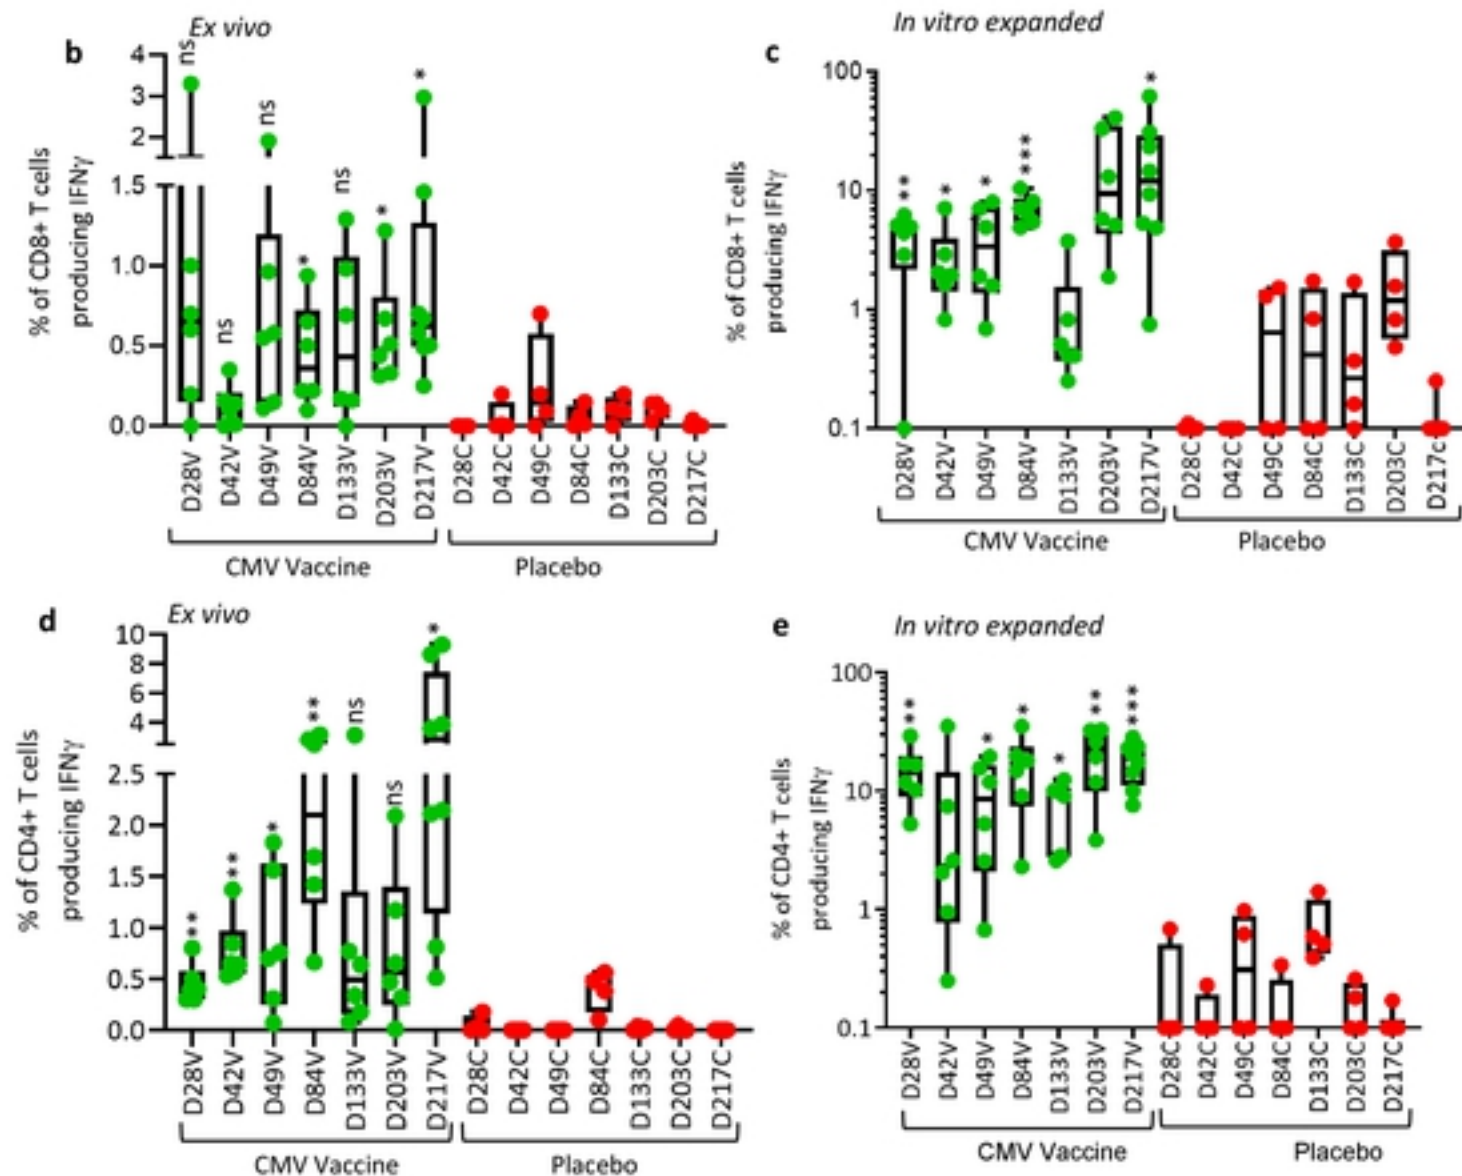 b
Ex vivo
% of CD8+ T cells
producing IFNγ
4
3
2
1.5
1.0
0.5
0.0
ns
ns
ns
*
ns
*
*
D28V
D42V
D49V
D84V
D133V
D203V
D217V
D28C
D42C
D49C
D84C
D133C
D203C
D217C
CMV Vaccine
Placebo
c
In vitro expanded
% of CD8+ T cells
producing IFNγ
100
10
1
0.1
**
*
*
***
*
D28V
D42V
D49V
D84V
D133V
D203V
D217V
D28C
D42C
D49C
D84C
D133C
D203C
D217c
CMV Vaccine
Placebo
d
Ex vivo
% of CD4+ T cells
producing IFNγ
10
8
6
4
2.5
2.0
1.5
1.0
0.5
0.0
**
**
*
**
ns
ns
*
D28V
D42V
D49V
D84V
D133V
D203V
D217V
D28C
D42C
D49C
D84C
D133C
D203C
D217C
CMV Vaccine
Placebo
e
In vitro expanded
% of CD4+ T cells
producing IFNγ
100
10
1
0.1
**
*
*
*
**
***
D28V
D42V
D49V
D84V
D133V
D203V
D217V
D28C
D42C
D49C
D84C
D133C
D203C
D217C
CMV Vaccine
Placebo